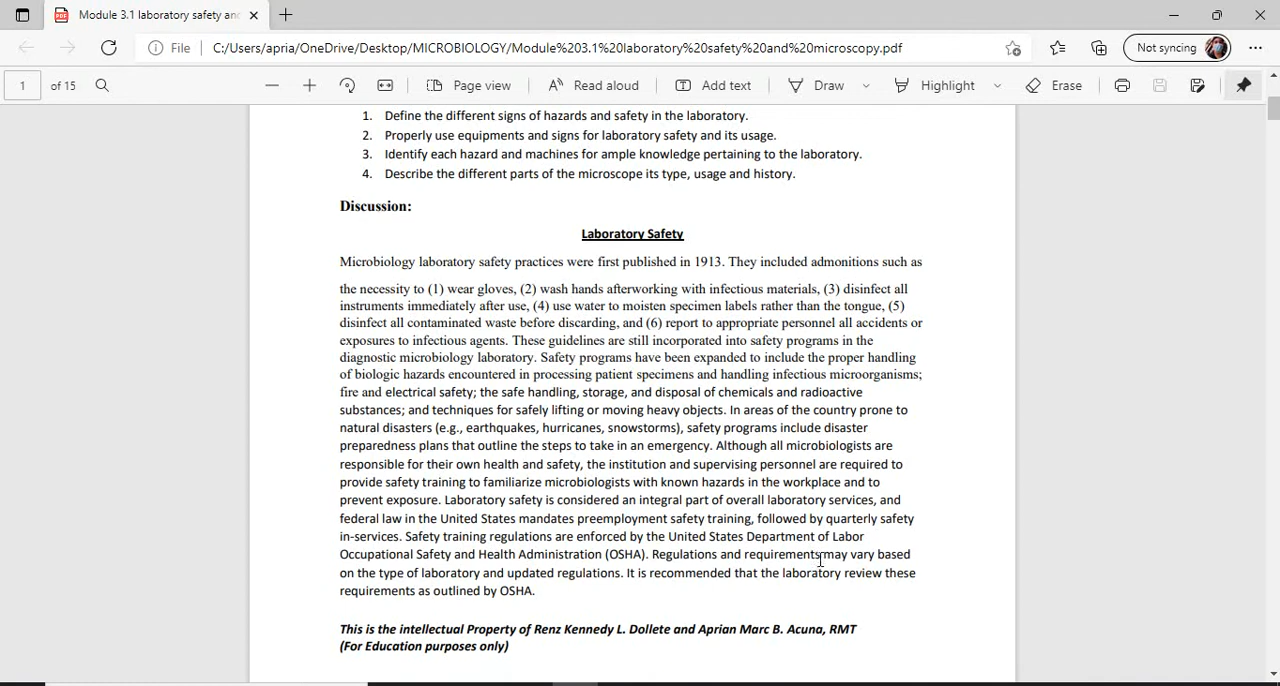 Module 3.1 laboratory safety and
File C:/Users/apria/OneDrive/Desktop/MICROBIOLOGY/Module%203.1%20laboratory%20safety%20and%20microscopy.pdf Not syncing
1 of 15 Page view Read aloud Add text Draw Highlight Erase
1. Define the different signs of hazards and safety in the laboratory.
2. Properly use equipments and signs for laboratory safety and its usage.
3. Identify each hazard and machines for ample knowledge pertaining to the laboratory.
4. Describe the different parts of the microscope its type, usage and history.
Discussion:
Laboratory Safety
Microbiology laboratory safety practices were first published in 1913. They included admonitions such as
the necessity to (1) wear gloves, (2) wash hands afterworking with infectious materials, (3) disinfect all
instruments immediately after use, (4) use water to moisten specimen labels rather than the tongue, (5)
disinfect all contaminated waste before discarding, and (6) report to appropriate personnel all accidents or
exposures to infectious agents. These guidelines are still incorporated into safety programs in the
diagnostic microbiology laboratory. Safety programs have been expanded to include the proper handling
of biologic hazards encountered in processing patient specimens and handling infectious microorganisms;
fire and electrical safety; the safe handling, storage, and disposal of chemicals and radioactive
substances; and techniques for safely lifting or moving heavy objects. In areas of the country prone to
natural disasters (e.g., earthquakes, hurricanes, snowstorms), safety programs include disaster
preparedness plans that outline the steps to take in an emergency. Although all microbiologists are
responsible for their own health and safety, the institution and supervising personnel are required to
provide safety training to familiarize microbiologists with known hazards in the workplace and to
prevent exposure. Laboratory safety is considered an integral part of overall laboratory services, and
federal law in the United States mandates preemployment safety training, followed by quarterly safety
in-services. Safety training regulations are enforced by the United States Department of Labor
Occupational Safety and Health Administration (OSHA). Regulations and requirements may vary based
on the type of laboratory and updated regulations. It is recommended that the laboratory review these
requirements as outlined by OSHA.
This is the intellectual Property of Renz Kennedy L. Dollete and Aprian Marc B. Acuna, RMT
(For Education purposes only)